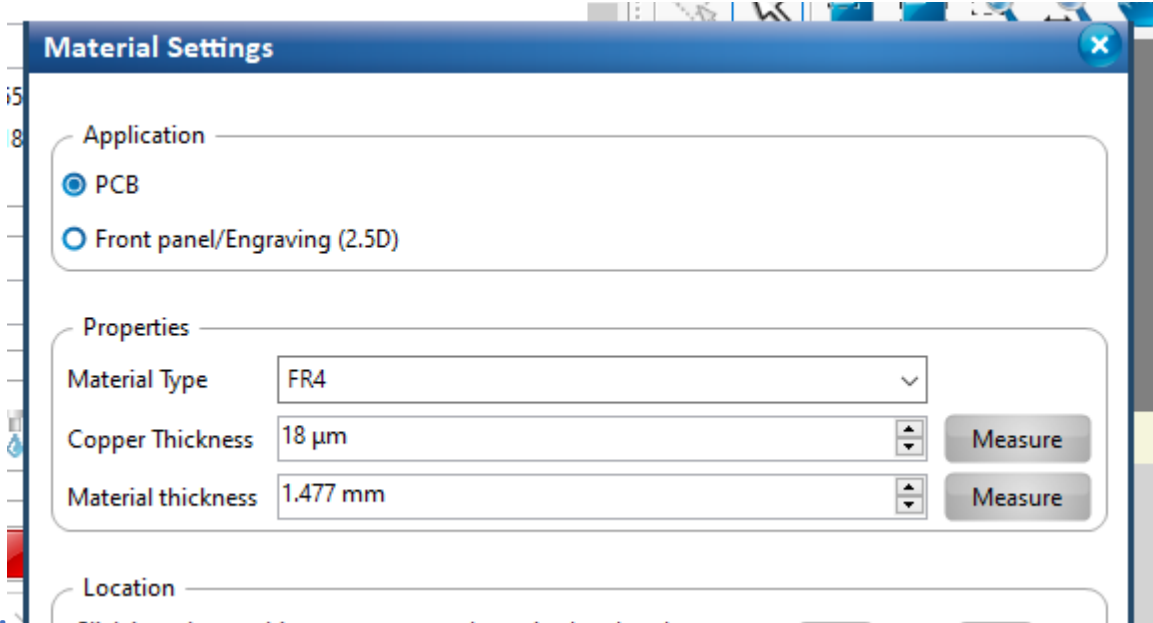 Material Settings
Application
PCB
Front panel/Engraving (2.5D)
Properties
Material Type FR4
Copper Thickness 18 µm Measure
Material thickness 1.477 mm Measure
Location